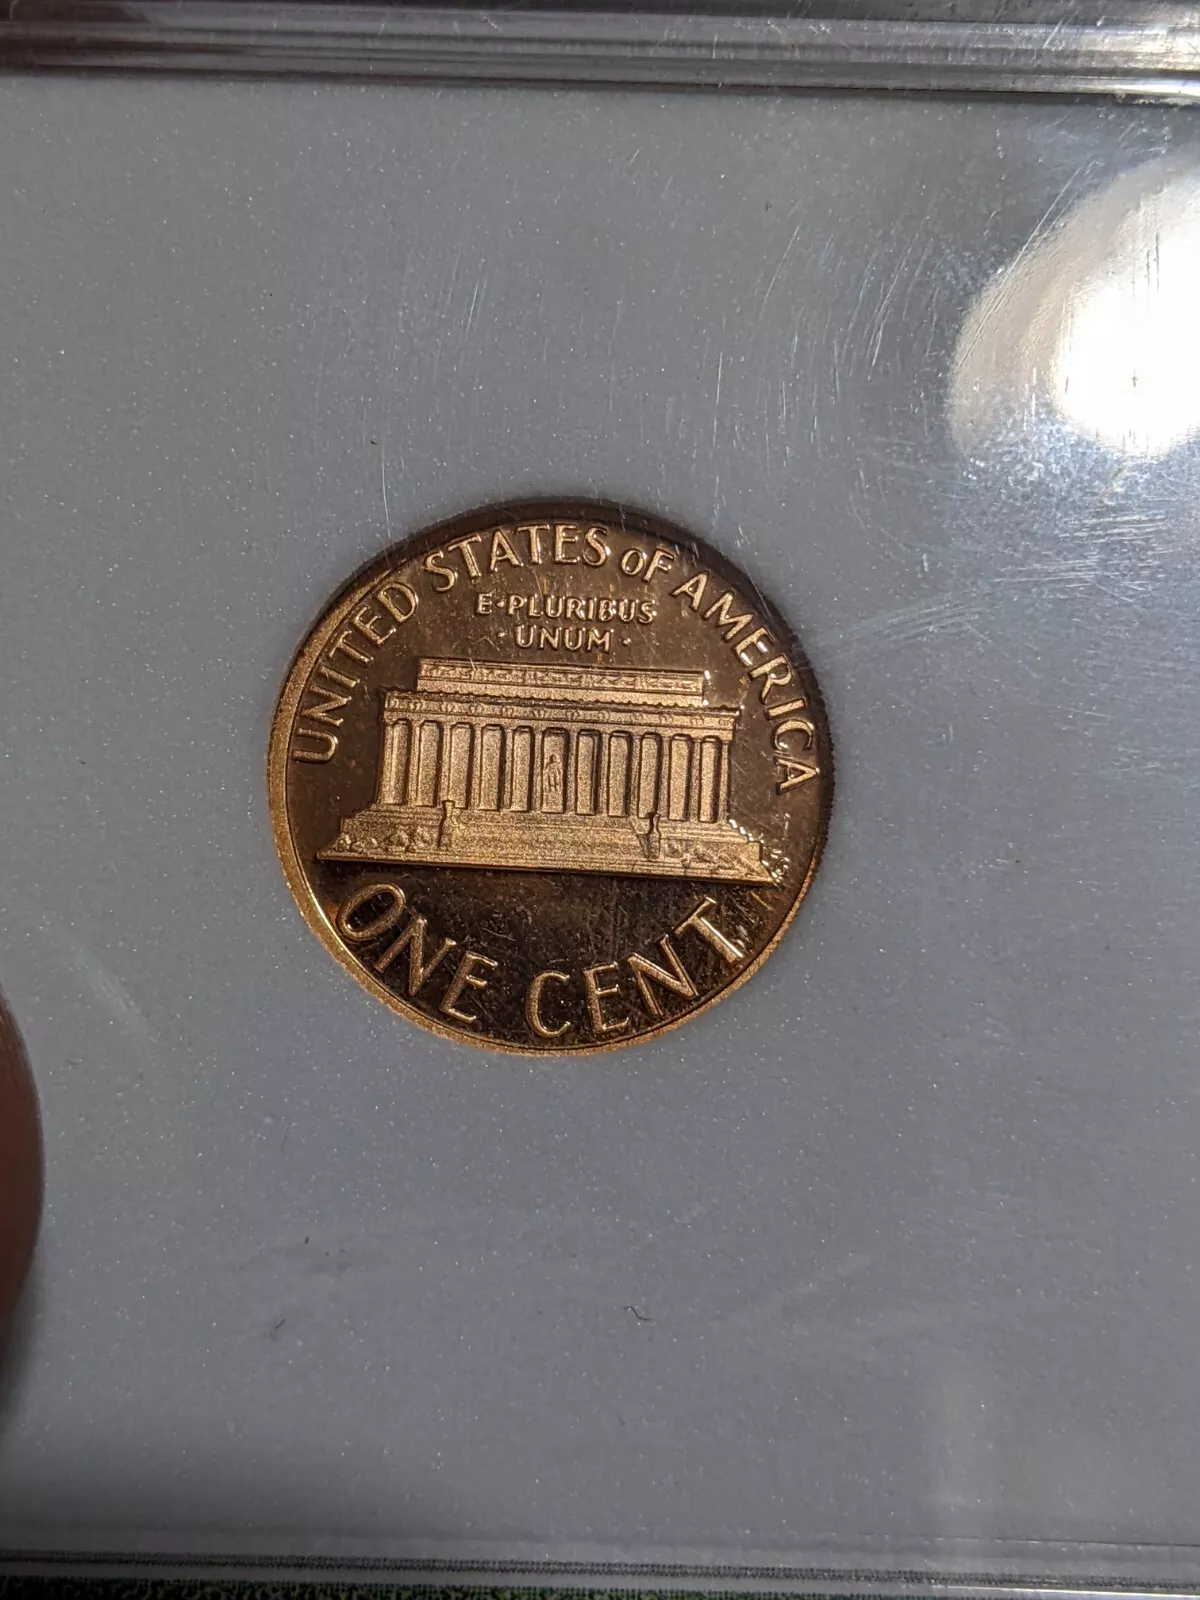 UNITED STATES OF AMERICA
E·PLURIBUS
·UNUM·
ONE CENT